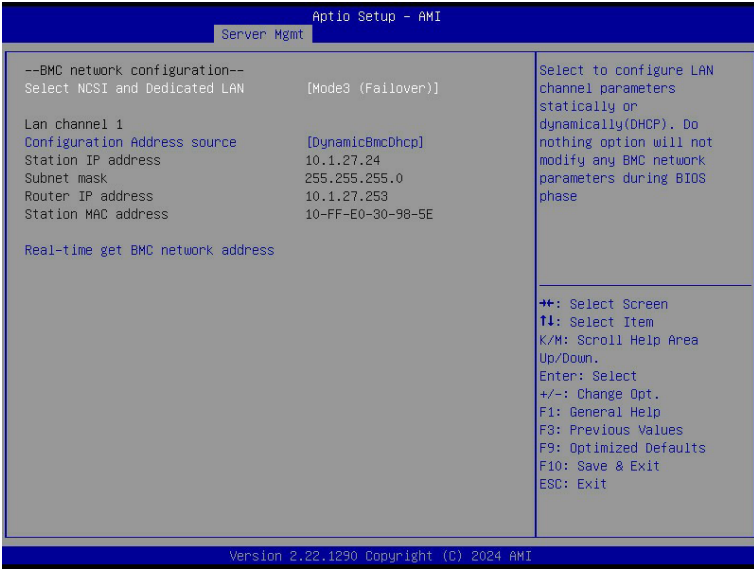 Aptio Setup – AMI
Server Mgmt
--BMC network configuration--
Select NCSI and Dedicated LAN [Mode3 (Failover)]
Lan channel 1
Configuration Address source [DynamicBmcDhcp]
Station IP address 10.1.27.24
Subnet mask 255.255.255.0
Router IP address 10.1.27.253
Station MAC address 10-FF-E0-30-98-5E
Real-time get BMC network address
Select to configure LAN
channel parameters
statically or
dynamically(DHCP). Do
nothing option will not
modify any BMC network
parameters during BIOS
phase
→←: Select Screen
↑↓: Select Item
K/M: Scroll Help Area
Up/Down.
Enter: Select
+/-: Change Opt.
F1: General Help
F3: Previous Values
F9: Optimized Defaults
F10: Save & Exit
ESC: Exit
Version 2.22.1290 Copyright (C) 2024 AMI